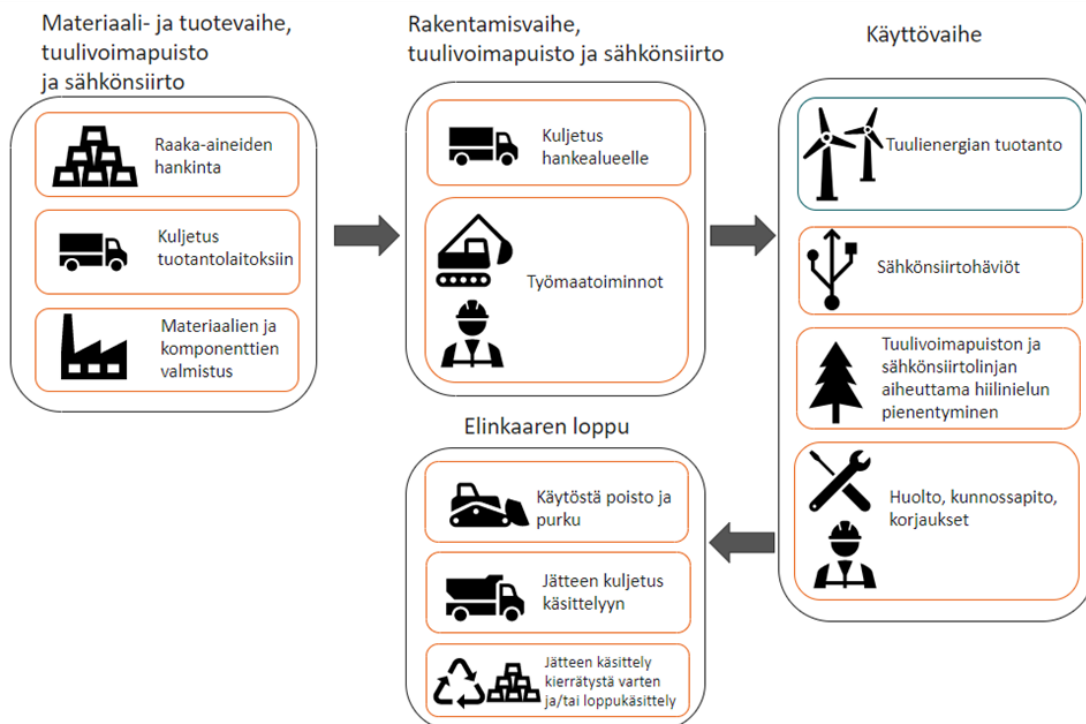 Materiaali- ja tuotevaihe,
tuulivoimapuisto
ja sähkönsiirto
Raaka-aineiden
hankinta
Kuljetus
tuotantolaitoksiin
Materiaalien ja
komponenttien
valmistus
Rakentamisvaihe,
tuulivoimapuisto ja sähkönsiirto
Kuljetus
hankealueelle
Työmaatoiminnot
Käyttövaihe
Tuulienergian tuotanto
Sähkönsiirtohäviöt
Tuulivoimapuiston ja
sähkönsiirtolinjan
aiheuttama hiilinielun
pienentyminen
Huolto, kunnossapito,
korjaukset
Elinkaaren loppu
Käytöstä poisto ja
purku
Jätteen kuljetus
käsittelyyn
Jätteen käsittely
kierrätystä varten
ja/tai loppukäsittely